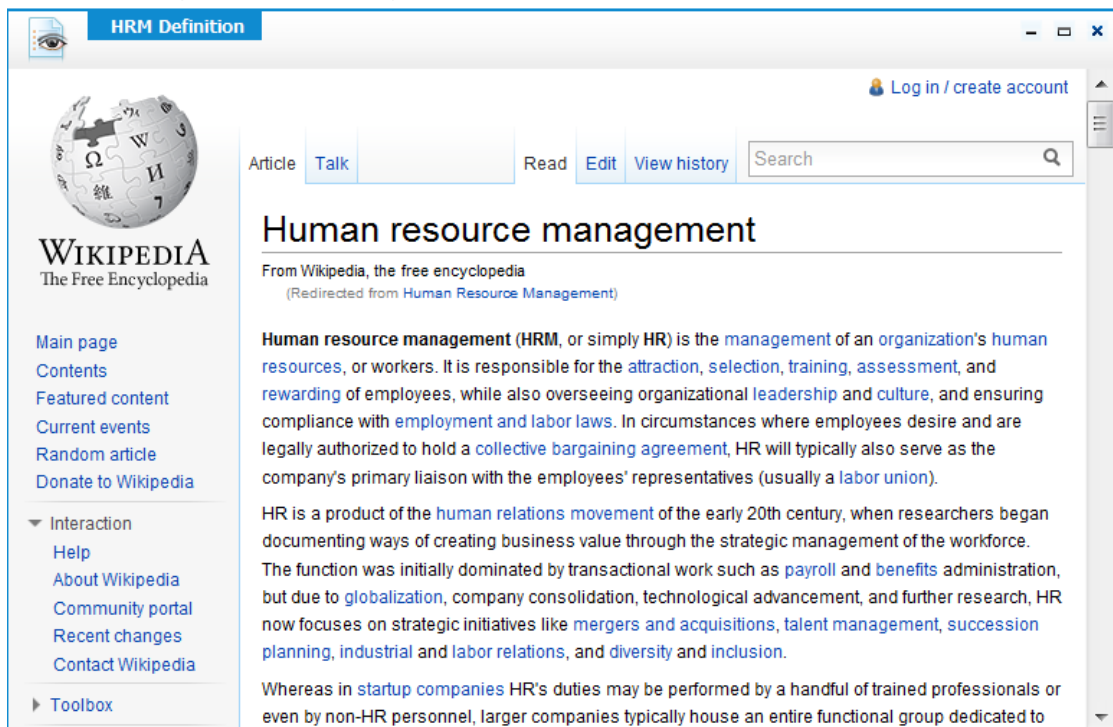 HRM Definition
Log in / create account
WIKIPEDIA
The Free Encyclopedia
Main page
Contents
Featured content
Current events
Random article
Donate to Wikipedia
Interaction
Help
About Wikipedia
Community portal
Recent changes
Contact Wikipedia
Toolbox
Article
Talk
Read
Edit
View history
Search
Human resource management
From Wikipedia, the free encyclopedia
(Redirected from Human Resource Management)
Human resource management (HRM, or simply HR) is the management of an organization's human
resources, or workers. It is responsible for the attraction, selection, training, assessment, and
rewarding of employees, while also overseeing organizational leadership and culture, and ensuring
compliance with employment and labor laws. In circumstances where employees desire and are
legally authorized to hold a collective bargaining agreement, HR will typically also serve as the
company's primary liaison with the employees' representatives (usually a labor union).
HR is a product of the human relations movement of the early 20th century, when researchers began
documenting ways of creating business value through the strategic management of the workforce.
The function was initially dominated by transactional work such as payroll and benefits administration,
but due to globalization, company consolidation, technological advancement, and further research, HR
now focuses on strategic initiatives like mergers and acquisitions, talent management, succession
planning, industrial and labor relations, and diversity and inclusion.
Whereas in startup companies HR's duties may be performed by a handful of trained professionals or
even by non-HR personnel, larger companies typically house an entire functional group dedicated to